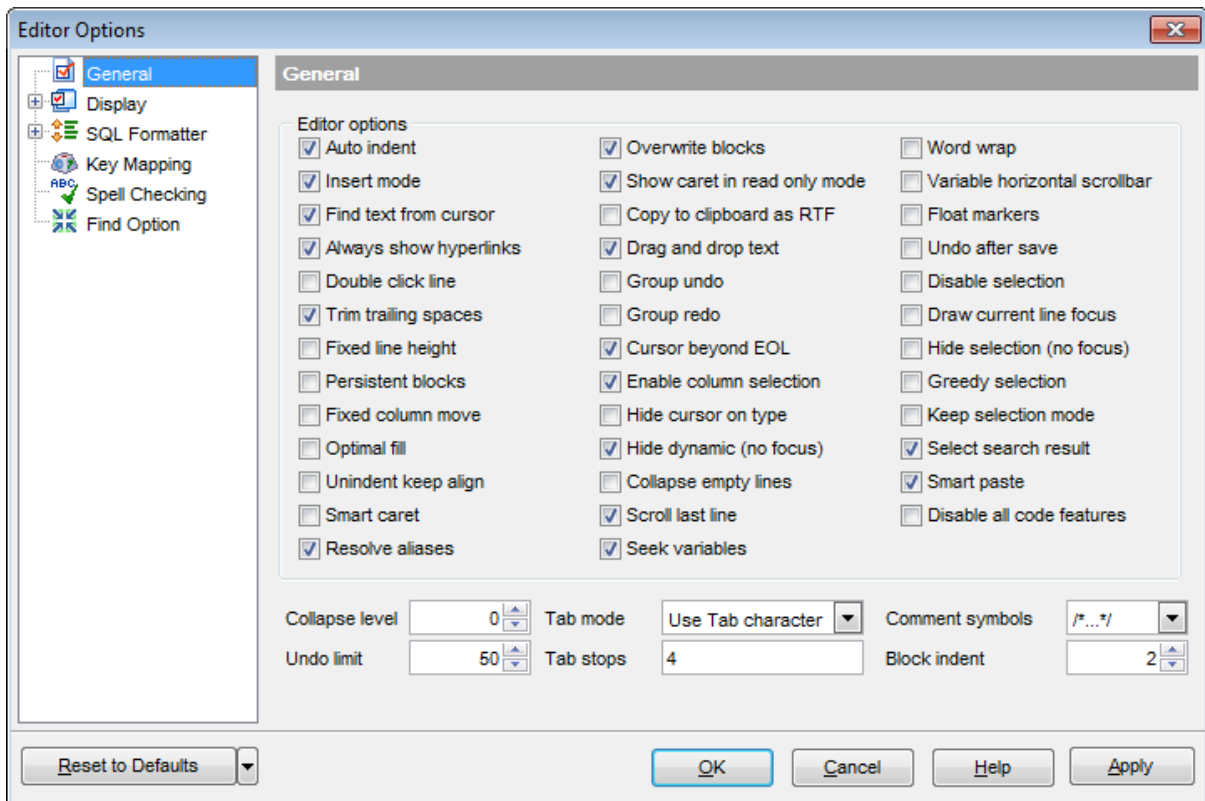 Editor Options
General
Display
SQL Formatter
Key Mapping
ABC
Spell Checking
Find Option
General
Editor options
Auto indent Overwrite blocks Word wrap
Insert mode Show caret in read only mode Variable horizontal scrollbar
Find text from cursor Copy to clipboard as RTF Float markers
Always show hyperlinks Drag and drop text Undo after save
Double click line Group undo Disable selection
Trim trailing spaces Group redo Draw current line focus
Fixed line height Cursor beyond EOL Hide selection (no focus)
Persistent blocks Enable column selection Greedy selection
Fixed column move Hide cursor on type Keep selection mode
Optimal fill Hide dynamic (no focus) Select search result
Unindent keep align Collapse empty lines Smart paste
Smart caret Scroll last line Disable all code features
Resolve aliases Seek variables
Collapse level 0 Tab mode Use Tab character Comment symbols /*...*/
Undo limit 50 Tab stops 4 Block indent 2
Reset to Defaults OK Cancel Help Apply